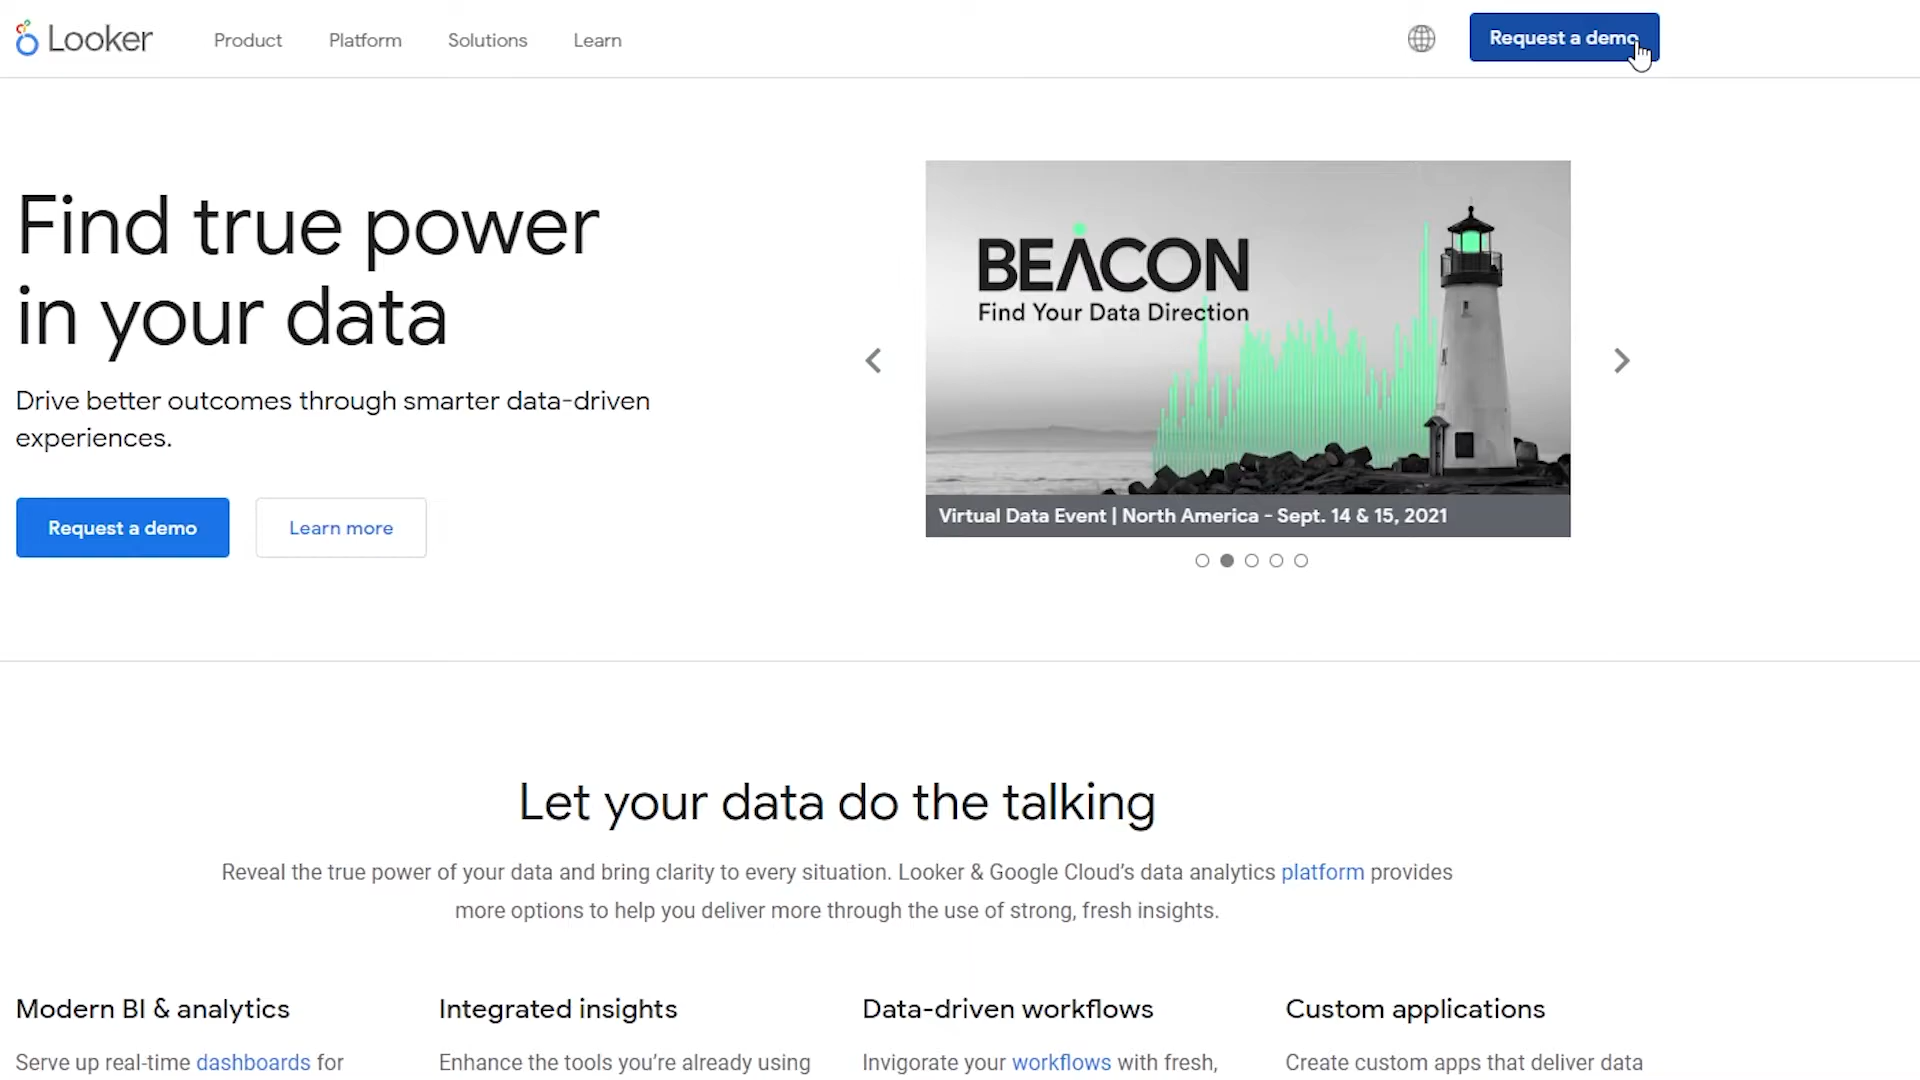 Looker
Product
Platform
Solutions
Learn
Request a demo
Find true power
in your data
Drive better outcomes through smarter data-driven
experiences.
Request a demo
Learn more
BEACON
Find Your Data Direction
Virtual Data Event | North America - Sept. 14 & 15, 2021
Let your data do the talking
Reveal the true power of your data and bring clarity to every situation. Looker & Google Cloud’s data analytics platform provides
more options to help you deliver more through the use of strong, fresh insights.
Modern BI & analytics
Serve up real-time dashboards for
Integrated insights
Enhance the tools you’re already using
Data-driven workflows
Invigorate your workflows with fresh,
Custom applications
Create custom apps that deliver data